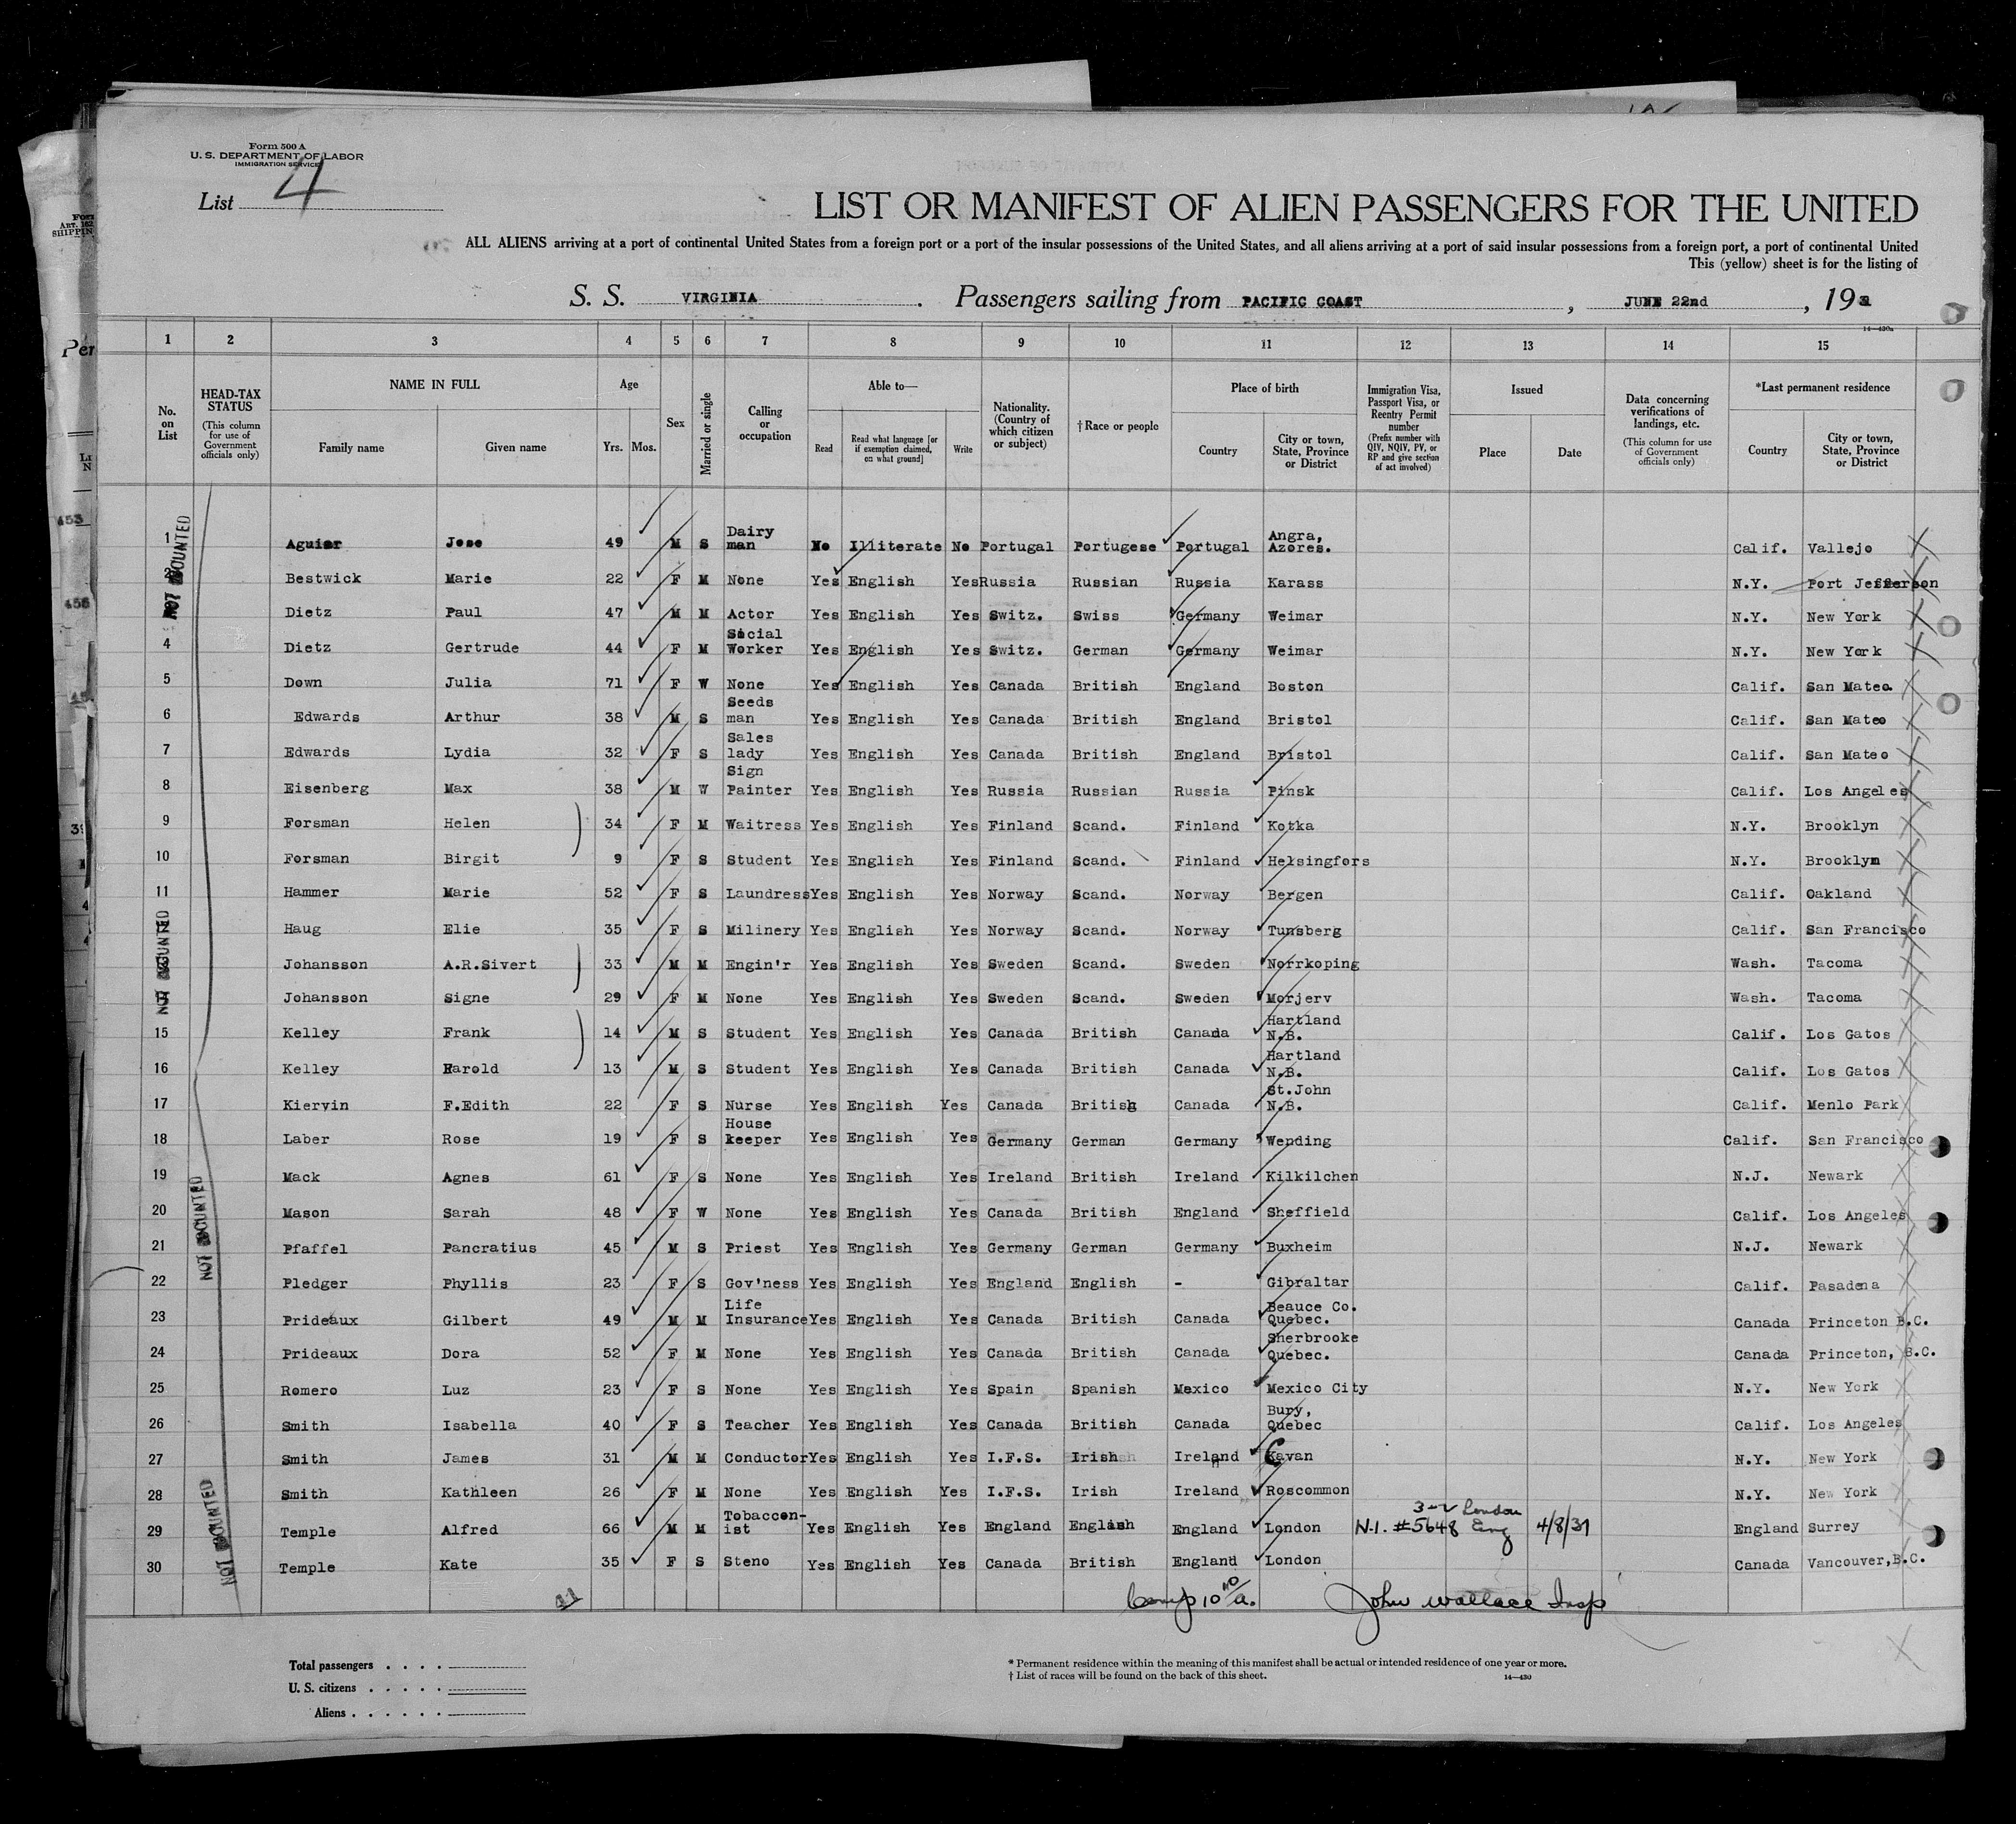 Form 500 A
U. S. DEPARTMENT OF LABOR
IMMIGRATION SERVICE
List 4
LIST OR MANIFEST OF ALIEN PASSENGERS FOR THE UNITED
ALL ALIENS arriving at a port of continental United States from a foreign port or a port of the insular possessions of the United States, and all aliens arriving at a port of said insular possessions from a foreign port, a port of continental United
This (yellow) sheet is for the listing of
S. S. VIRGINIA . Passengers sailing from PACIFIC COAST , JUNE 22nd , 193
14—430a
1 2 3 4 5 6 7 8 9 10 11 12 13 14 15
No. on List
HEAD-TAX STATUS (This column for use of Government officials only)
NAME IN FULL Family name Given name
Age Yrs. Mos.
Sex
Married or single
Calling or occupation
Able to— Read Read what language [or if exemption claimed, on what ground] Write
Nationality. (Country of which citizen or subject)
†Race or people
Place of birth Country City or town, State, Province or District
Immigration Visa, Passport Visa, or Reentry Permit number (Prefix number with QIV, NQIV, PV, or RP and give section of act involved)
Issued Place Date
Data concerning verifications of landings, etc. (This column for use of Government officials only)
*Last permanent residence Country City or town, State, Province or District
1 Aguier Jose 49 M S Dairy man No Illiterate No Portugal Portugese Portugal Angra, Azores. Calif. Vallejo
2 Bestwick Marie 22 F M None Yes English Yes Russia Russian Russia Karass N.Y. Port Jefferson
Dietz Paul 47 M M Actor Yes English Yes Switz. Swiss Germany Weimar N.Y. New York
4 Dietz Gertrude 44 F M Social Worker Yes English Yes Switz. German Germany Weimar N.Y. New York
5 Down Julia 71 F W None Yes English Yes Canada British England Boston Calif. San Mateo
6 Edwards Arthur 38 M S Seeds man Yes English Yes Canada British England Bristol Calif. San Mateo
7 Edwards Lydia 32 F S Sales lady Yes English Yes Canada British England Bristol Calif. San Mateo
8 Eisenberg Max 38 M W Sign Painter Yes English Yes Russia Russian Russia Pinsk Calif. Los Angeles
9 Forsman Helen 34 F M Waitress Yes English Yes Finland Scand. Finland Kotka N.Y. Brooklyn
10 Forsman Birgit 9 F S Student Yes English Yes Finland Scand. Finland Helsingfors N.Y. Brooklyn
11 Hammer Marie 52 F S Laundress Yes English Yes Norway Scand. Norway Bergen Calif. Oakland
Haug Elie 35 F S Milinery Yes English Yes Norway Scand. Norway Tunsberg Calif. San Francisco
Johansson A.R.Sivert 33 M M Engin'r Yes English Yes Sweden Scand. Sweden Norrkoping Wash. Tacoma
Johansson Signe 29 F M None Yes English Yes Sweden Scand. Sweden Morjerv Wash. Tacoma
15 Kelley Frank 14 M S Student Yes English Yes Canada British Canada Hartland N.B. Calif. Los Gatos
16 Kelley Harold 13 M S Student Yes English Yes Canada British Canada Hartland N.B. Calif. Los Gatos
17 Kiervin F.Edith 22 F S Nurse Yes English Yes Canada British Canada St.John N.B. Calif. Menlo Park
18 Laber Rose 19 F S House keeper Yes English Yes Germany German Germany Wending Calif. San Francisco
19 Mack Agnes 61 F S None Yes English Yes Ireland British Ireland Kilkilchen N.J. Newark
20 Mason Sarah 48 F W None Yes English Yes Canada British England Sheffield Calif. Los Angeles
21 Pfaffel Pancratius 45 M S Priest Yes English Yes Germany German Germany Buxheim N.J. Newark
22 Pledger Phyllis 23 F S Gov'ness Yes English Yes England English - Gibraltar Calif. Pasadena
23 Prideaux Gilbert 49 M M Life Insurance Yes English Yes Canada British Canada Beauce Co. Quebec. Canada Princeton B.C.
24 Prideaux Dora 52 F M None Yes English Yes Canada British Canada Sherbrooke Quebec. Canada Princeton, B.C.
25 Romero Luz 23 F S None Yes English Yes Spain Spanish Mexico Mexico City N.Y. New York
26 Smith Isabella 40 F S Teacher Yes English Yes Canada British Canada Bury, Quebec Calif. Los Angeles
27 Smith James 31 M M Conductor Yes English Yes I.F.S. Irish Ireland Cavan N.Y. New York
28 Smith Kathleen 26 F M None Yes English Yes I.F.S. Irish Ireland Roscommon N.Y. New York
29 Temple Alfred 66 M M Tobaccon-ist Yes English Yes England English England London 3-2 N.I. #5648 London Eng 4/8/31 England Surrey
30 Temple Kate 35 F S Steno Yes English Yes Canada British England London Canada Vancouver,B.C.
NOT COUNTED
NOT COUNTED
NOT COUNTED
NOT COUNTED
Comp 10 10/a. John Wallace Insp
Total passengers . . . .
U. S. citizens . . . . .
Aliens . . . . . .
* Permanent residence within the meaning of this manifest shall be actual or intended residence of one year or more.
† List of races will be found on the back of this sheet.
14—430